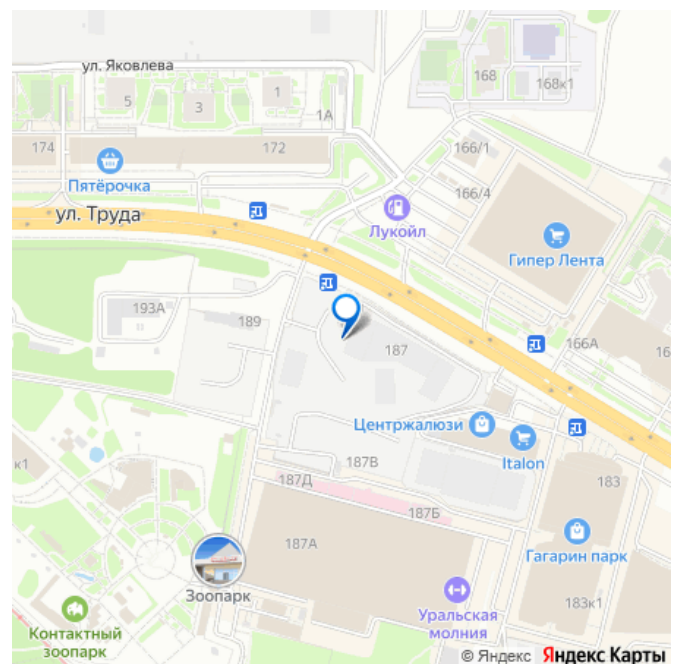 ул. Яковлева
5
3
1
1А
168
168к1
174
172
166/1
Пятёрочка
166/4
ул. Труда
Лукойл
Гипер Лента
193А
189
187
166А
16
Центржалюзи
Italon
к1
187В
187Д
183
187Б
187А
Гагарин парк
Зоопарк
Уральская
молния
183к1
Контактный
зоопарк
© Яндекс Яндекс Карты